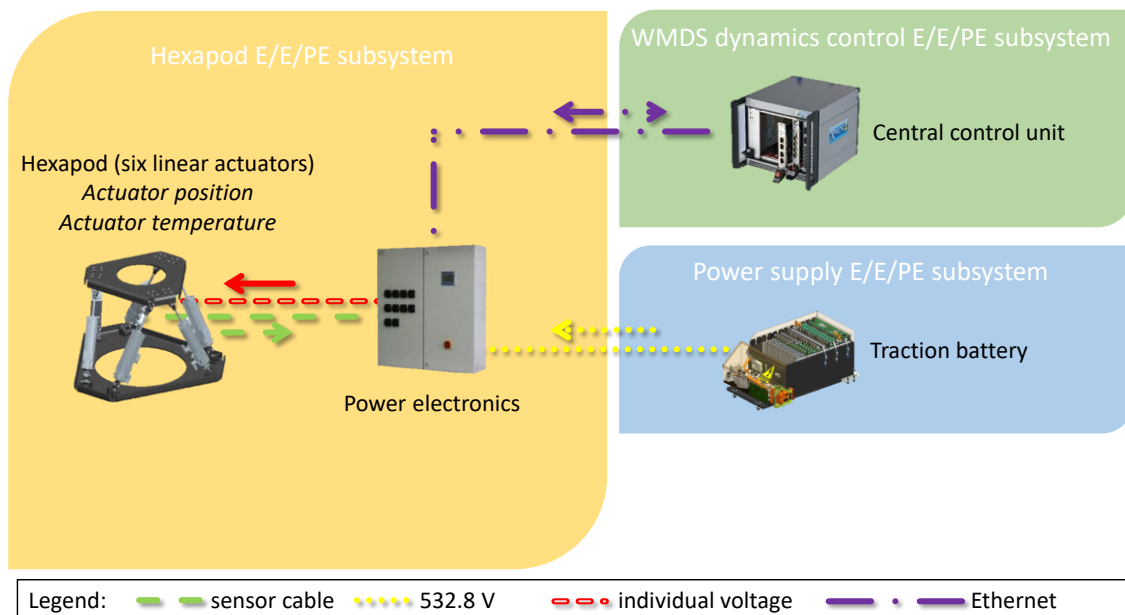 Hexapod E/E/PE subsystem
WMDS dynamics control E/E/PE subsystem
Central control unit
Hexapod (six linear actuators)
Actuator position
Actuator temperature
Power electronics
Power supply E/E/PE subsystem
Traction battery
Legend: sensor cable 532.8 V individual voltage Ethernet